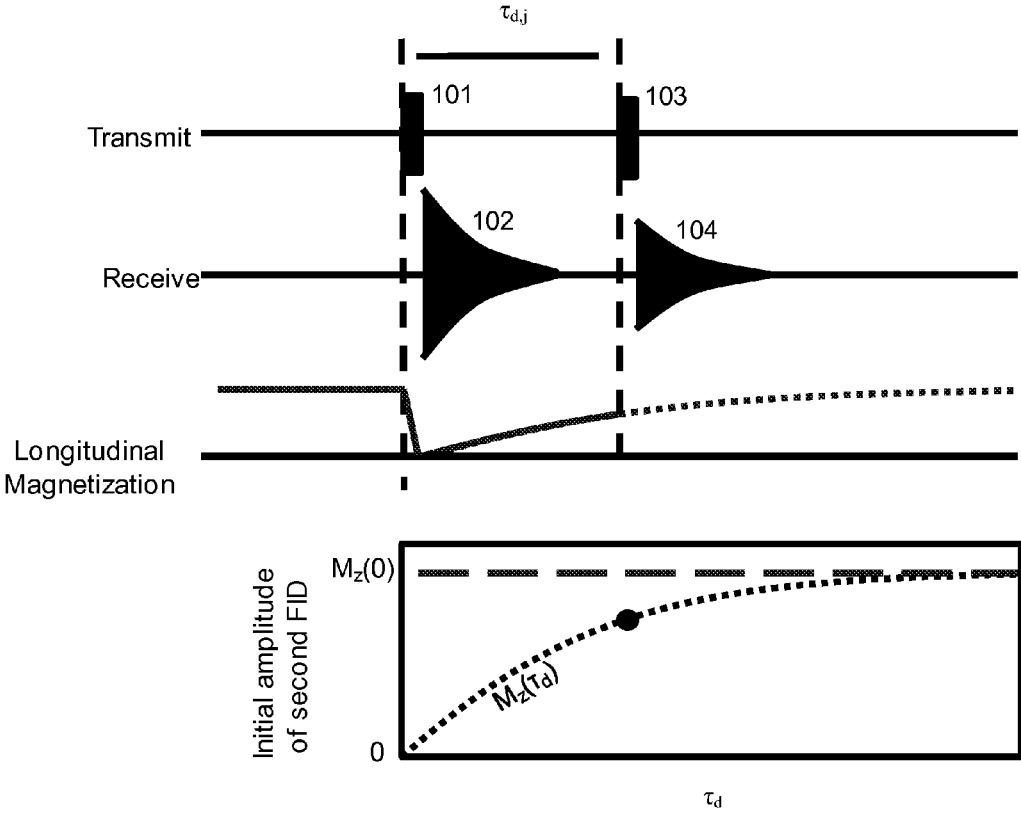 τd,j
101
103
Transmit
102
104
Receive
Longitudinal
Magnetization
Mz(0)
Initial amplitude
of second FID
Mz(τd)
0
τd